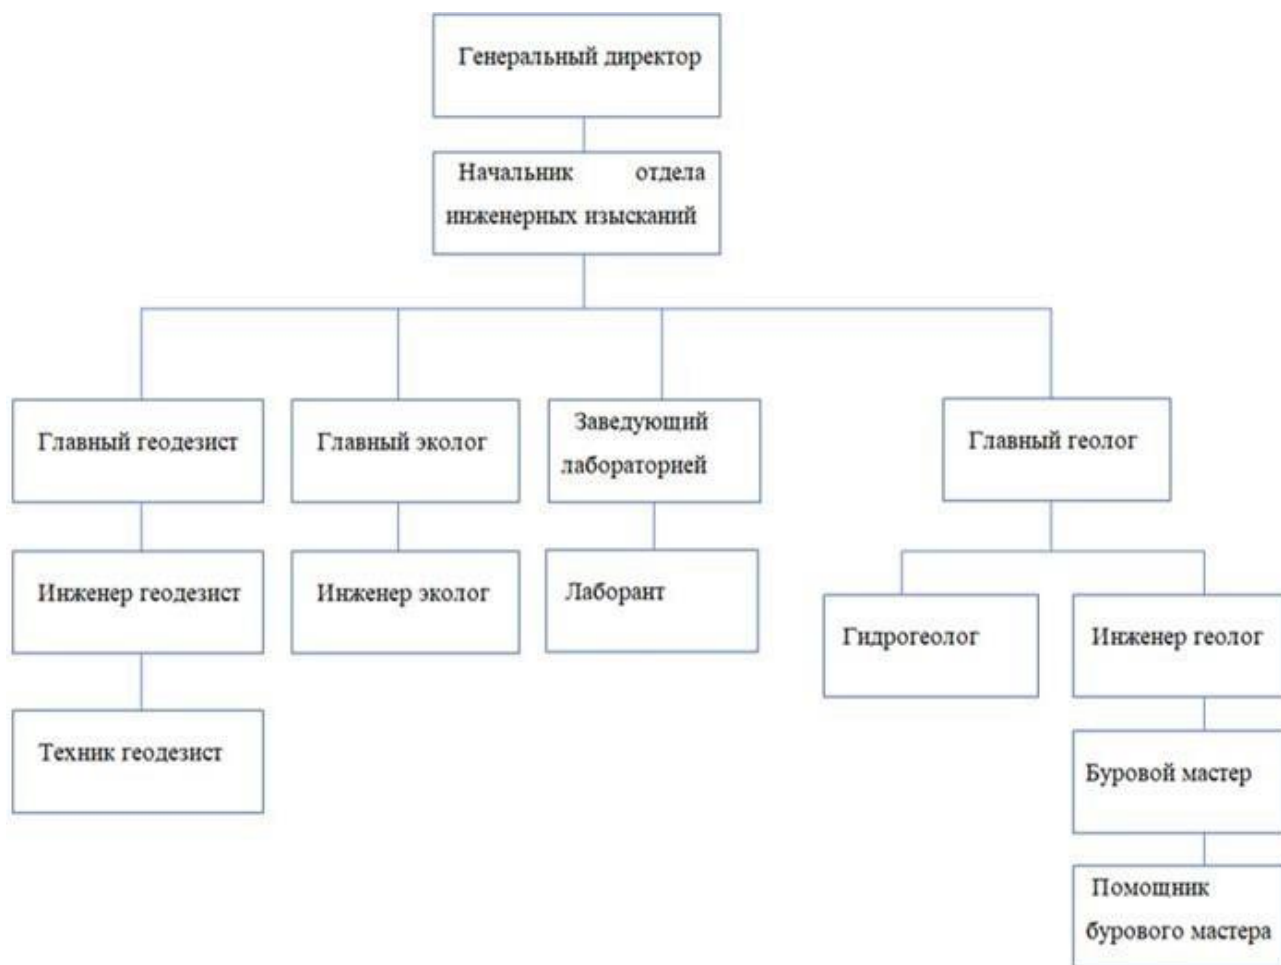 Генеральный директор
Начальник отдела
инженерных изысканий
Главный геодезист
Главный эколог
Заведующий
лабораторией
Главный геолог
Инженер геодезист
Инженер эколог
Лаборант
Гидрогеолог
Инженер геолог
Техник геодезист
Буровой мастер
Помощник
бурового мастера